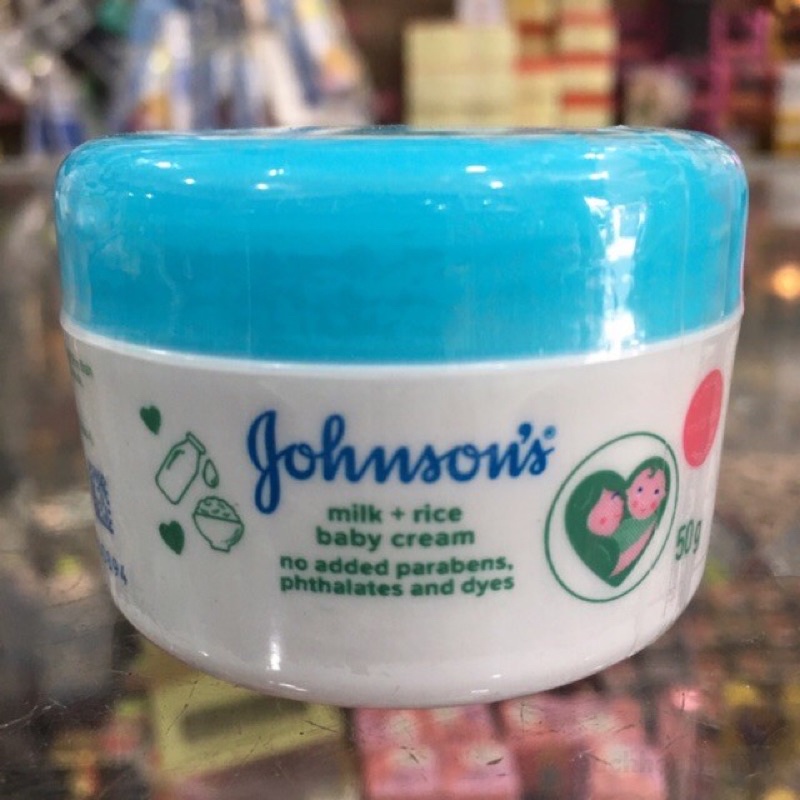 Johnson's®
milk + rice
baby cream
no added parabens,
phthalates and dyes
50g